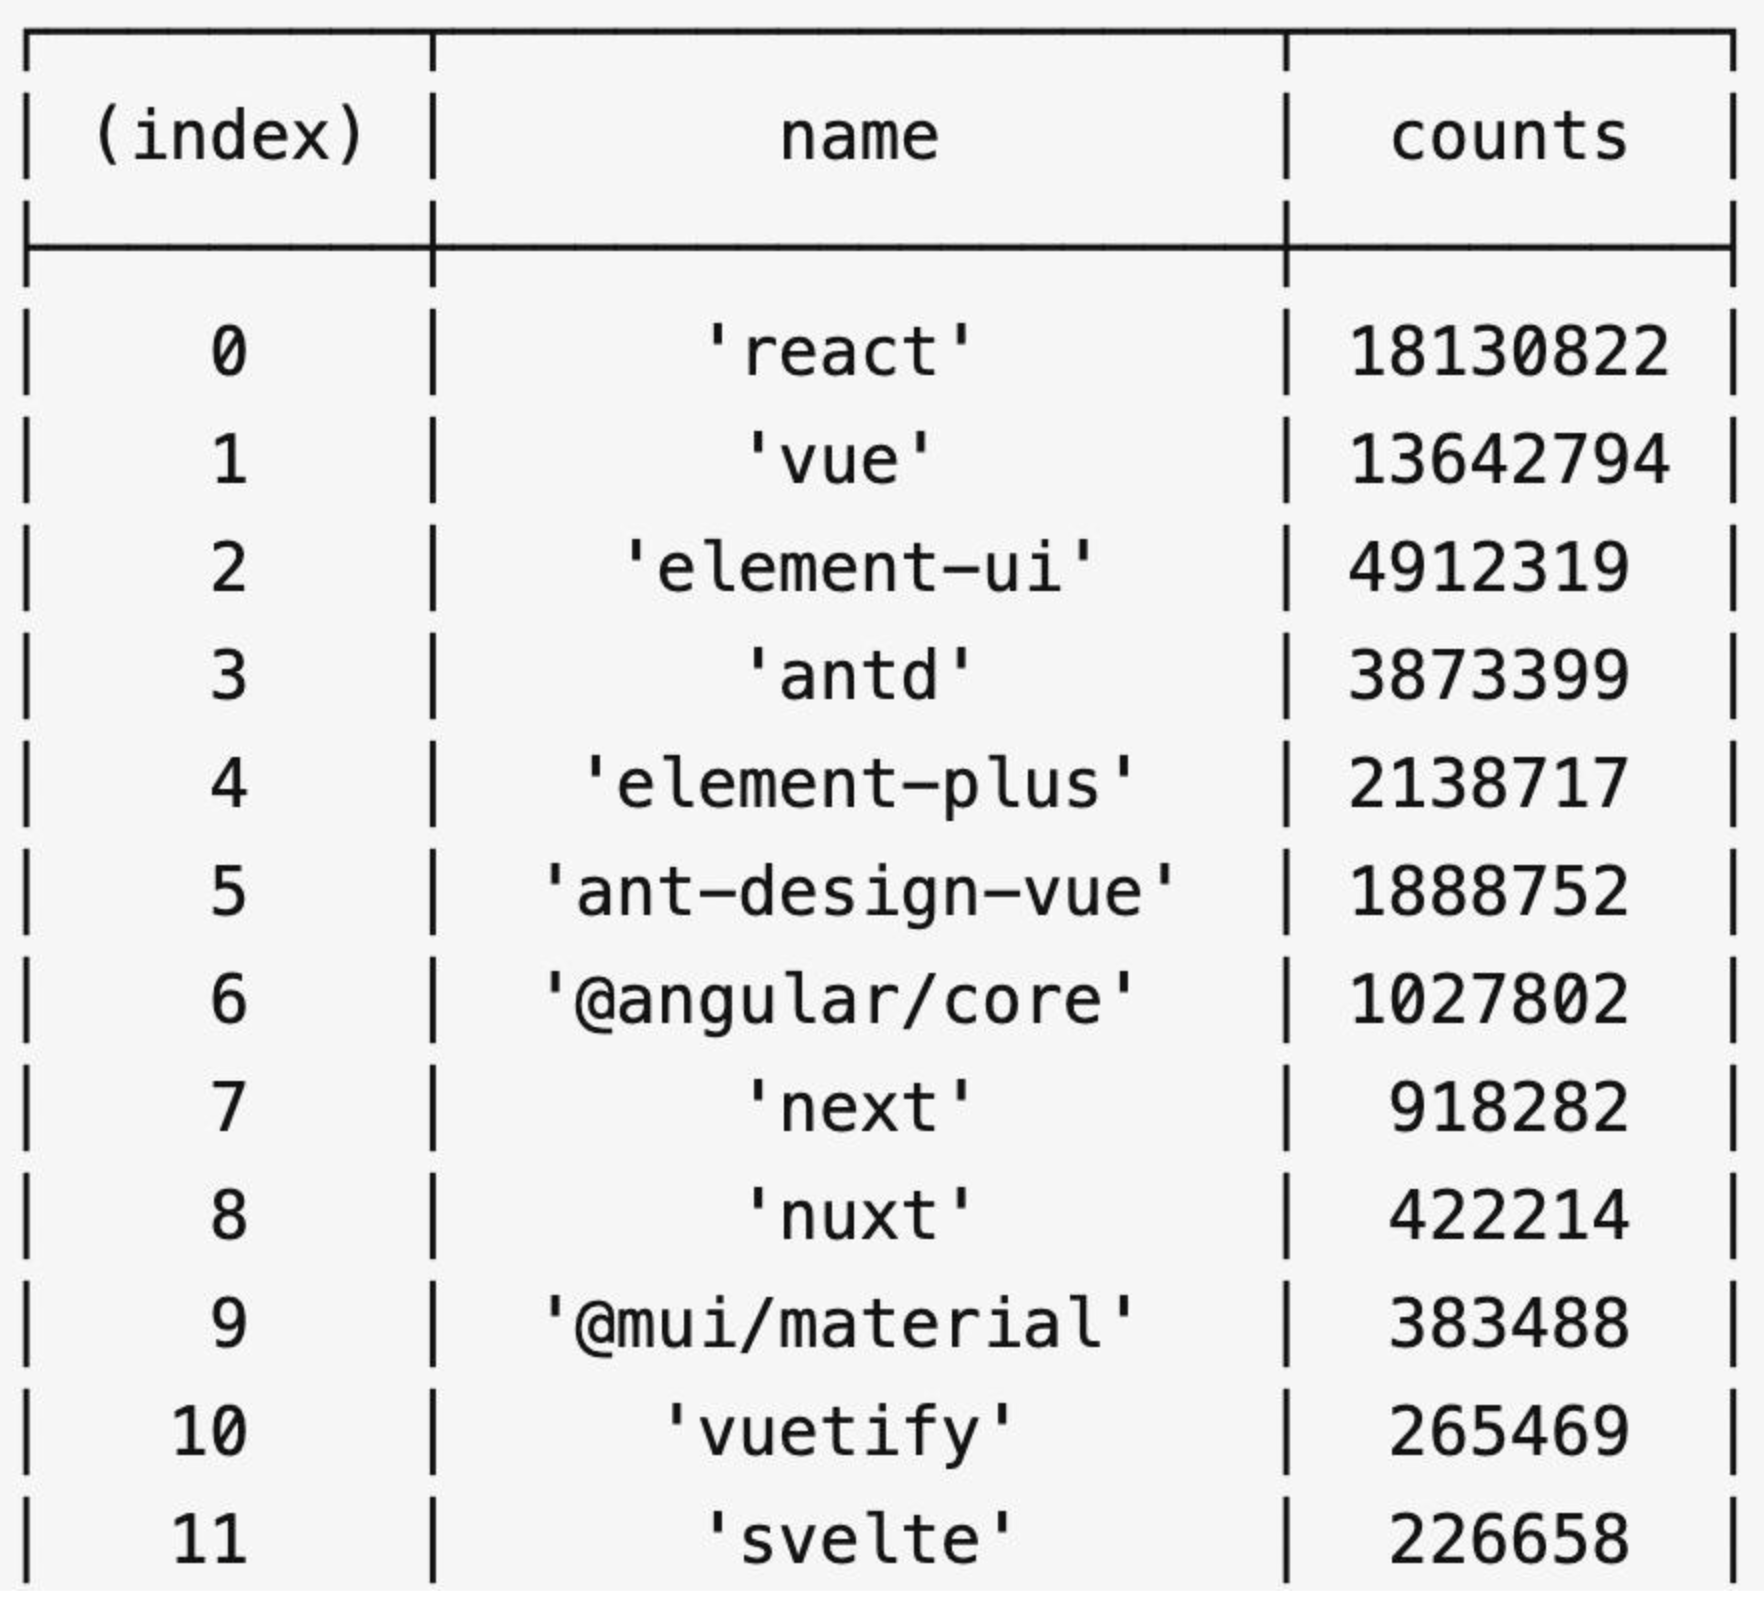 (index) name counts
0 'react' 18130822
1 'vue' 13642794
2 'element-ui' 4912319
3 'antd' 3873399
4 'element-plus' 2138717
5 'ant-design-vue' 1888752
6 '@angular/core' 1027802
7 'next' 918282
8 'nuxt' 422214
9 '@mui/material' 383488
10 'vuetify' 265469
11 'svelte' 226658